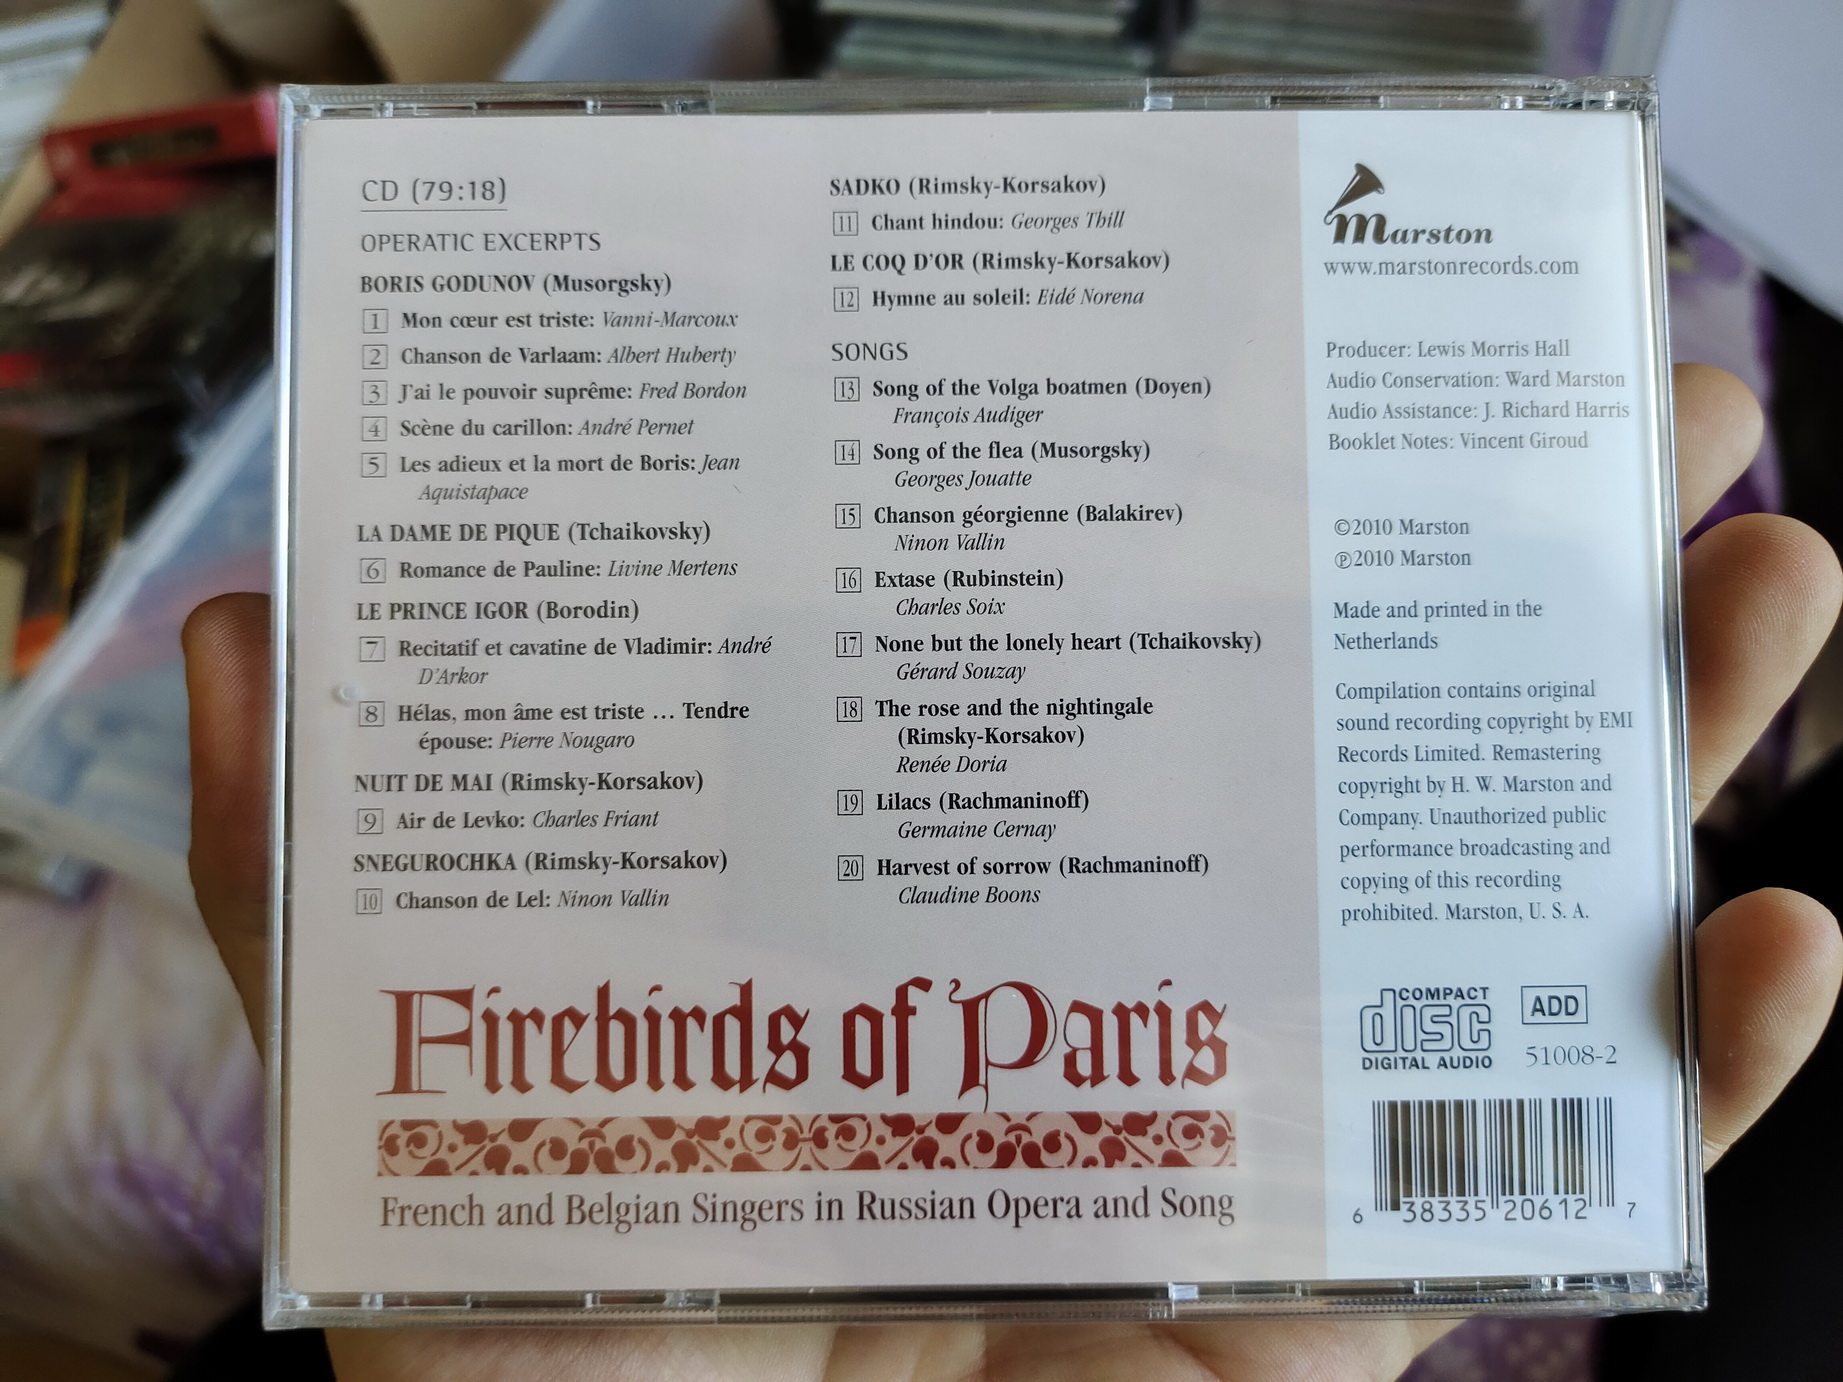 CD (79:18)
OPERATIC EXCERPTS
BORIS GODUNOV (Musorgsky)
1 Mon cœur est triste: Vanni-Marcoux
2 Chanson de Varlaam: Albert Huberty
3 J'ai le pouvoir suprême: Fred Bordon
4 Scène du carillon: André Pernet
5 Les adieux et la mort de Boris: Jean
Aquistapace
LA DAME DE PIQUE (Tchaikovsky)
6 Romance de Pauline: Livine Mertens
LE PRINCE IGOR (Borodin)
7 Recitatif et cavatine de Vladimir: André
D'Arkor
8 Hélas, mon âme est triste … Tendre
épouse: Pierre Nougaro
NUIT DE MAI (Rimsky-Korsakov)
9 Air de Levko: Charles Friant
SNEGUROCHKA (Rimsky-Korsakov)
10 Chanson de Lel: Ninon Vallin
SADKO (Rimsky-Korsakov)
11 Chant hindou: Georges Thill
LE COQ D'OR (Rimsky-Korsakov)
12 Hymne au soleil: Eidé Norena
SONGS
13 Song of the Volga boatmen (Doyen)
François Audiger
14 Song of the flea (Musorgsky)
Georges Jouatte
15 Chanson géorgienne (Balakirev)
Ninon Vallin
16 Extase (Rubinstein)
Charles Soix
17 None but the lonely heart (Tchaikovsky)
Gérard Souzay
18 The rose and the nightingale
(Rimsky-Korsakov)
Renée Doria
19 Lilacs (Rachmaninoff)
Germaine Cernay
20 Harvest of sorrow (Rachmaninoff)
Claudine Boons
Firebirds of Paris
French and Belgian Singers in Russian Opera and Song
Marston
www.marstonrecords.com
Producer: Lewis Morris Hall
Audio Conservation: Ward Marston
Audio Assistance: J. Richard Harris
Booklet Notes: Vincent Giroud
©2010 Marston
℗2010 Marston
Made and printed in the
Netherlands
Compilation contains original
sound recording copyright by EMI
Records Limited. Remastering
copyright by H. W. Marston and
Company. Unauthorized public
performance broadcasting and
copying of this recording
prohibited. Marston, U. S. A.
COMPACT
disc
DIGITAL AUDIO
ADD
51008-2
6 38335 20612 7